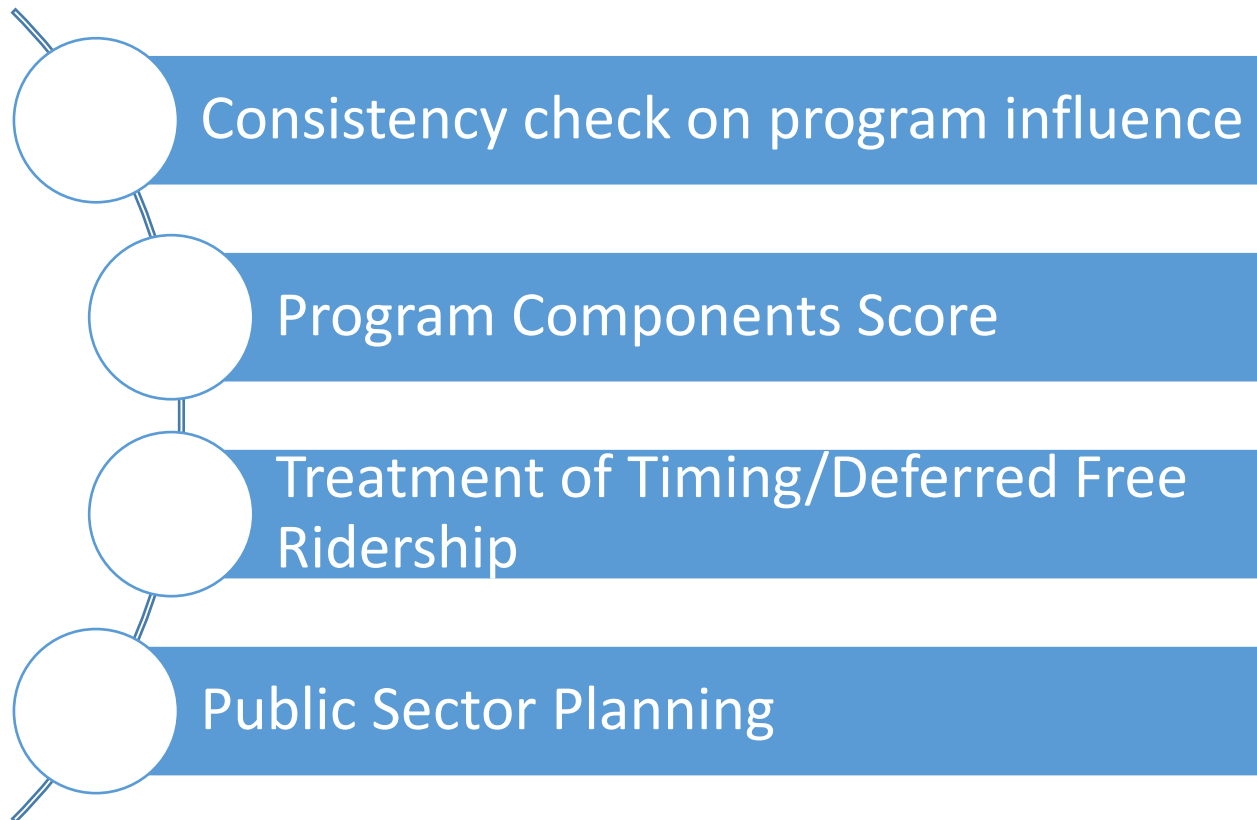 Consistency check on program influence
Program Components Score
Treatment of Timing/Deferred Free
Ridership
Public Sector Planning